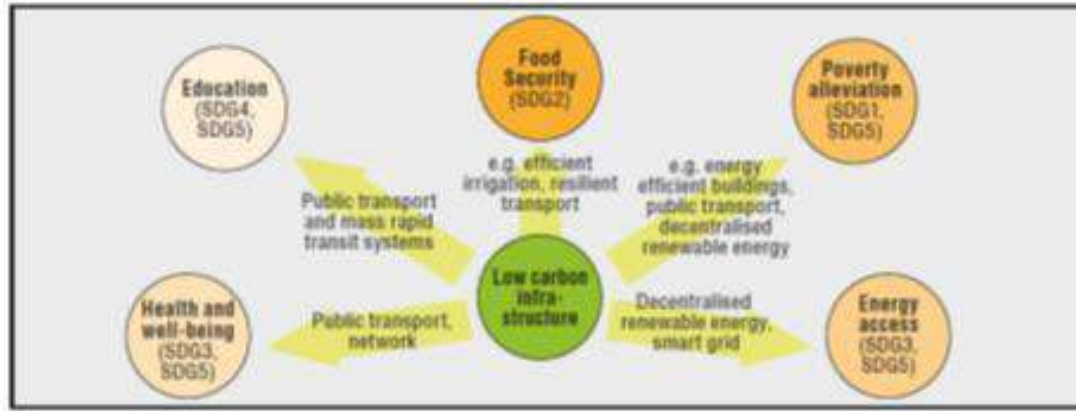 Education
(SDG4,
SDG5)
Food
Security
(SDG2)
Poverty
alleviation
(SDG1,
SDG5)
Public transport
and mass rapid
transit systems
e.g. efficient
irrigation, resilient
transport
e.g. energy
efficient buildings,
public transport,
decentralised
renewable energy
Health and
well-being
(SDG3,
SDG5)
Public transport,
network
Low carbon
infra-
structure
Decentralised
renewable energy,
smart grid
Energy
access
(SDG3,
SDG5)